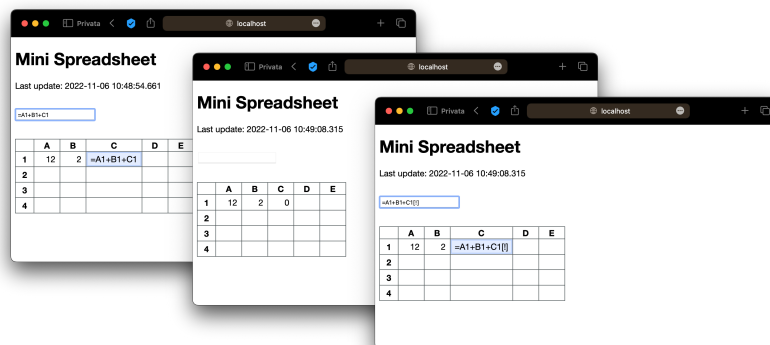 Privata
localhost
Mini Spreadsheet
Last update: 2022-11-06 10:48:54.661
=A1+B1+C1
A B C D E
1 12 2 =A1+B1+C1
2
3
4
Privata
localhost
Mini Spreadsheet
Last update: 2022-11-06 10:49:08.315
A B C D E
1 12 2 0
2
3
4
Privata
localhost
Mini Spreadsheet
Last update: 2022-11-06 10:49:08.315
=A1+B1+C1[!]
A B C D E
1 12 2 =A1+B1+C1[!]
2
3
4